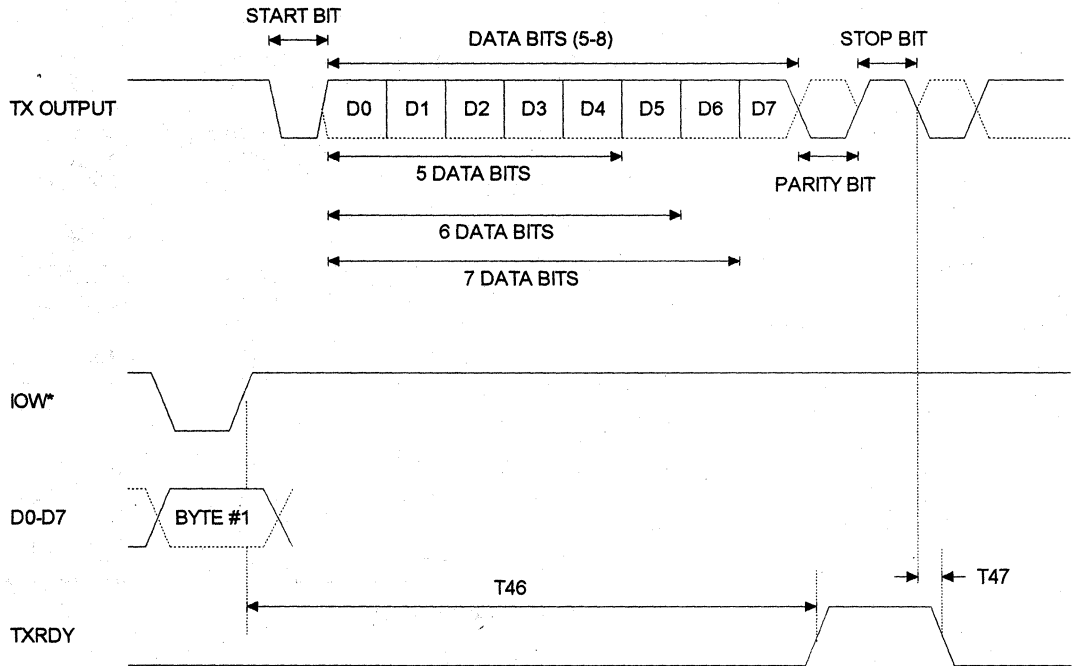 START BIT
DATA BITS (5-8)
STOP BIT
TX OUTPUT
D0 D1 D2 D3 D4 D5 D6 D7
5 DATA BITS
PARITY BIT
6 DATA BITS
7 DATA BITS
IOW*
D0-D7
BYTE #1
T46
T47
TXRDY